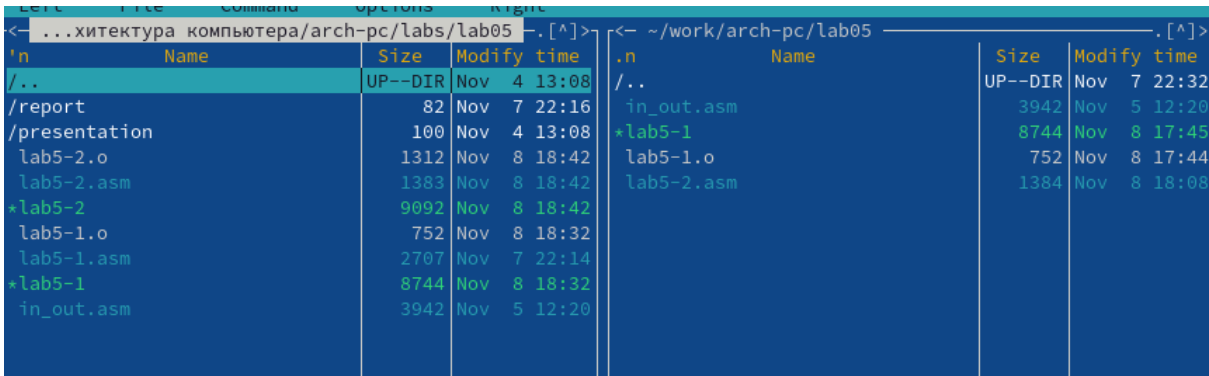 Left File Command Options Right
<— ...хитектура компьютера/arch-pc/labs/lab05 —.[^]>
'n Name Size Modify time
/.. UP--DIR Nov 4 13:08
/report 82 Nov 7 22:16
/presentation 100 Nov 4 13:08
lab5-2.o 1312 Nov 8 18:42
lab5-2.asm 1383 Nov 8 18:42
*lab5-2 9092 Nov 8 18:42
lab5-1.o 752 Nov 8 18:32
lab5-1.asm 2707 Nov 7 22:14
*lab5-1 8744 Nov 8 18:32
in_out.asm 3942 Nov 5 12:20
<— ~/work/arch-pc/lab05 —.[^]>
.n Name Size Modify time
/.. UP--DIR Nov 7 22:32
in_out.asm 3942 Nov 5 12:20
*lab5-1 8744 Nov 8 17:45
lab5-1.o 752 Nov 8 17:44
lab5-2.asm 1384 Nov 8 18:08